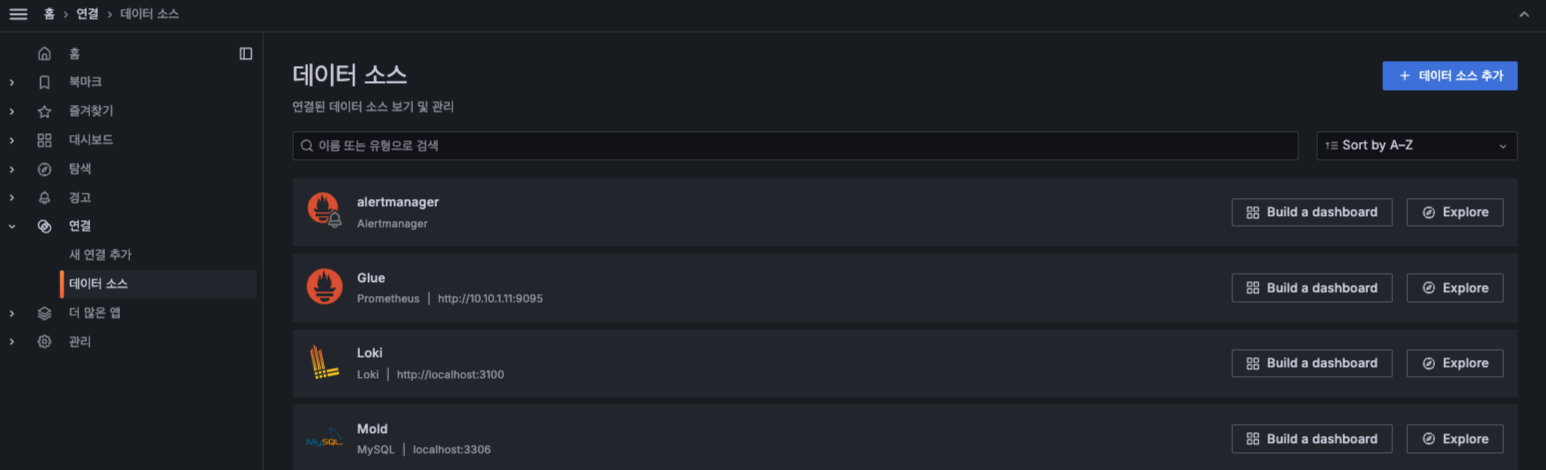 홈 › 연결 › 데이터 소스
홈
북마크
즐겨찾기
대시보드
탐색
경고
연결
새 연결 추가
데이터 소스
더 많은 앱
관리
데이터 소스
+ 데이터 소스 추가
연결된 데이터 소스 보기 및 관리
이름 또는 유형으로 검색
Sort by A–Z
alertmanager
Alertmanager
Build a dashboard
Explore
Glue
Prometheus | http://10.10.1.11:9095
Build a dashboard
Explore
Loki
Loki | http://localhost:3100
Build a dashboard
Explore
MySQL
Mold
MySQL | localhost:3306
Build a dashboard
Explore